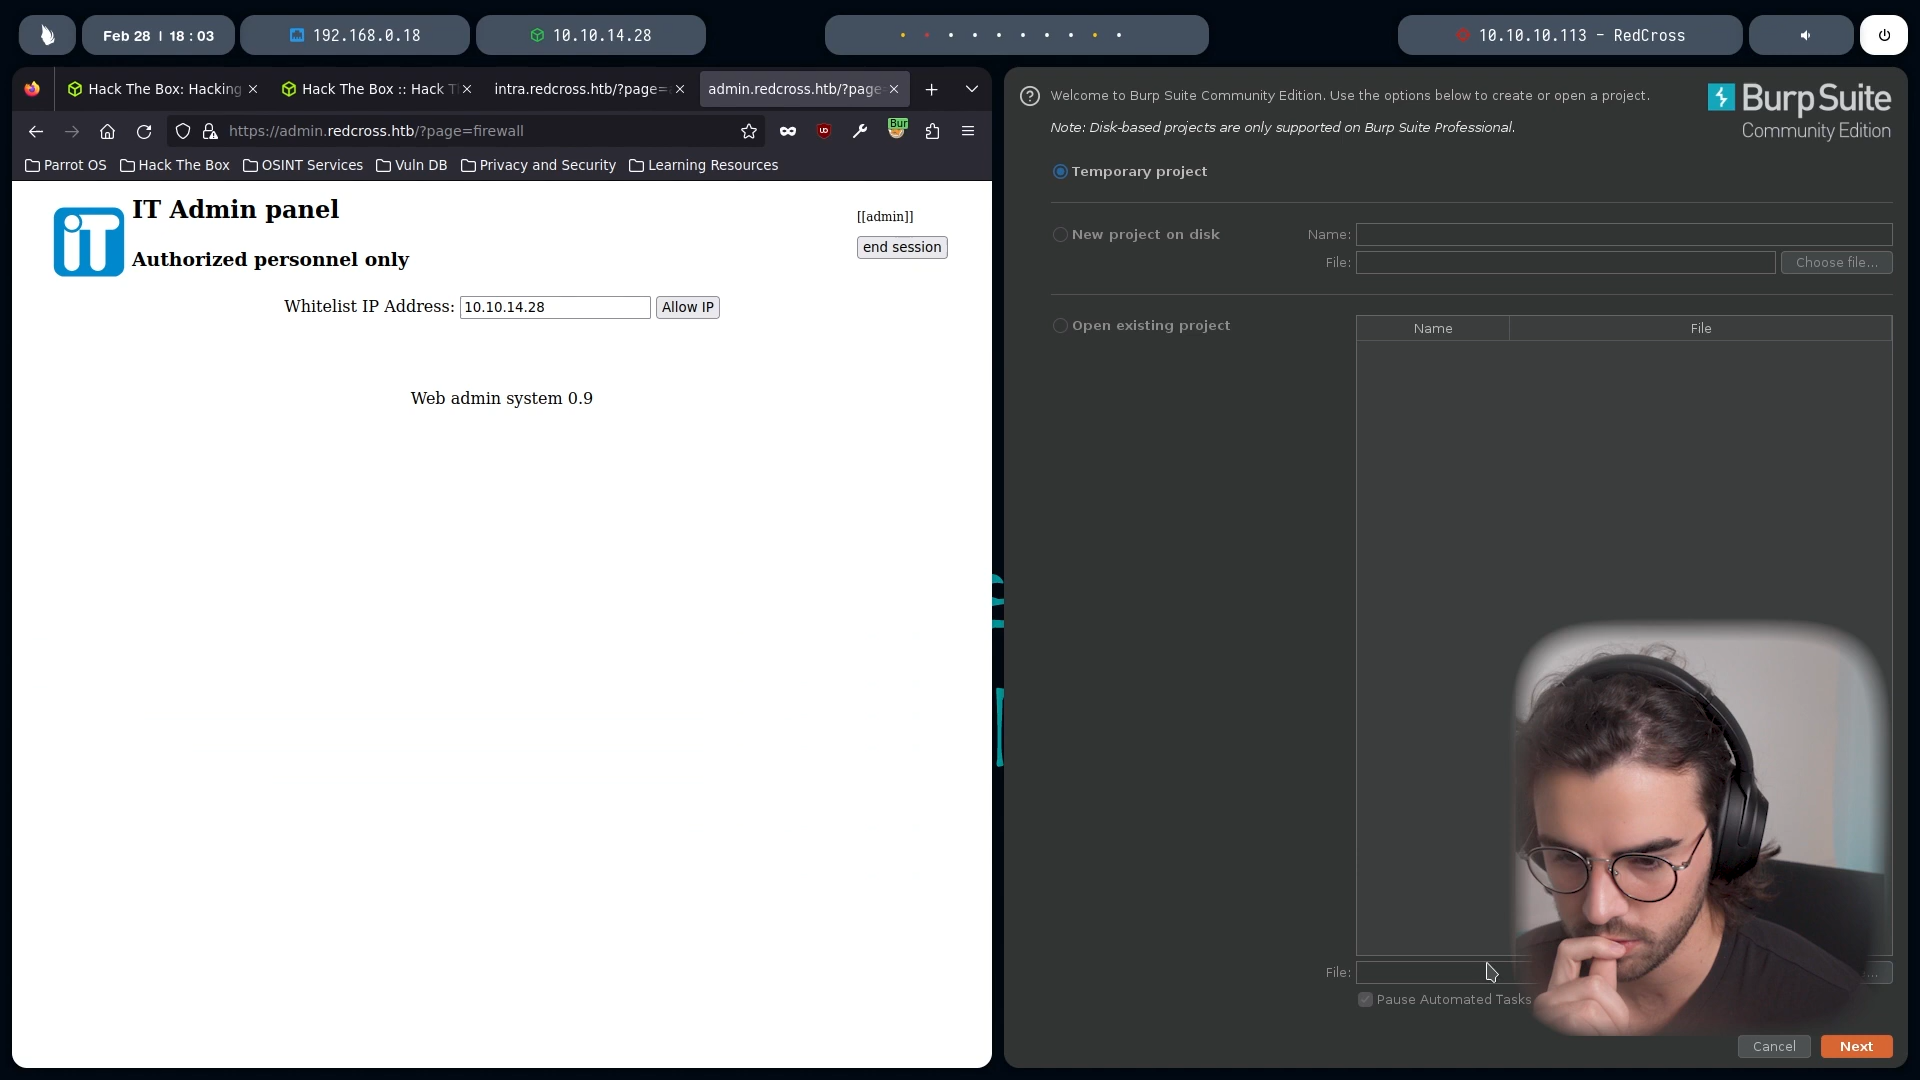 Feb 28 | 18 : 03
192.168.0.18
10.10.14.28
10.10.10.113 - RedCross
Hack The Box: Hacking
Hack The Box :: Hack T
intra.redcross.htb/?page=
admin.redcross.htb/?page
https://admin.redcross.htb/?page=firewall
UD
Bur
Parrot OS
Hack The Box
OSINT Services
Vuln DB
Privacy and Security
Learning Resources
iT
IT Admin panel
Authorized personnel only
[[admin]]
end session
Whitelist IP Address:
10.10.14.28
Allow IP
Web admin system 0.9
Welcome to Burp Suite Community Edition. Use the options below to create or open a project.
Note: Disk-based projects are only supported on Burp Suite Professional.
Burp Suite
Community Edition
Temporary project
New project on disk
Name:
File:
Choose file...
Open existing project
Name
File
File:
...
Pause Automated Tasks
Cancel
Next